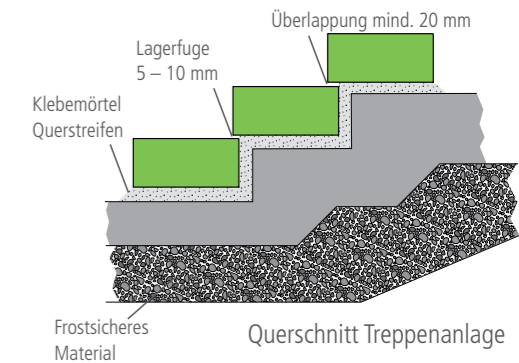 Überlappung mind. 20 mm
Lagerfuge
5 – 10 mm
Klebemörtel
Querstreifen
Frostsicheres
Material
Querschnitt Treppenanlage